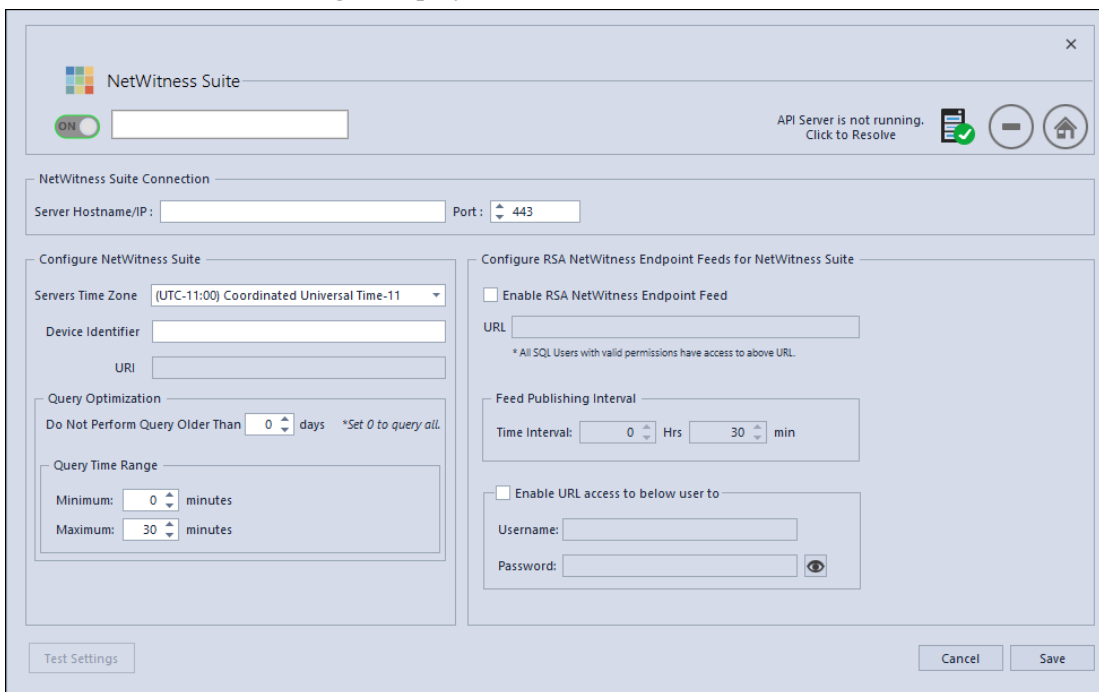 NetWitness Suite
ON
API Server is not running.
Click to Resolve
NetWitness Suite Connection
Server Hostname/IP :
Port : 443
Configure NetWitness Suite
Servers Time Zone (UTC-11:00) Coordinated Universal Time-11
Device Identifier
URI
Query Optimization
Do Not Perform Query Older Than 0 days *Set 0 to query all.
Query Time Range
Minimum: 0 minutes
Maximum: 30 minutes
Configure RSA NetWitness Endpoint Feeds for NetWitness Suite
Enable RSA NetWitness Endpoint Feed
URL
* All SQL Users with valid permissions have access to above URL.
Feed Publishing Interval
Time Interval: 0 Hrs 30 min
Enable URL access to below user to
Username:
Password:
Test Settings
Cancel
Save